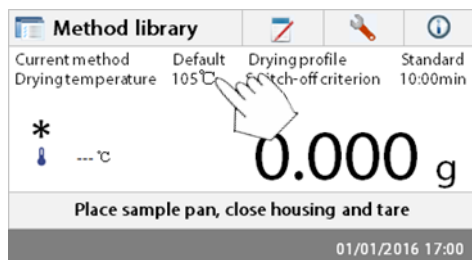 Method library
Current method Default Drying profile Standard
Drying temperature 105℃ -off criterion 10:00min
* ---℃ 0.000 g
Place sample pan, close housing and tare
01/01/2016 17:00